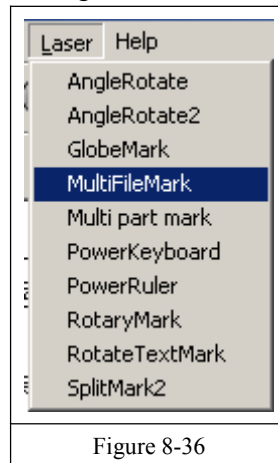 Laser Help
AngleRotate
AngleRotate2
GlobeMark
MultiFileMark
Multi part mark
PowerKeyboard
PowerRuler
RotaryMark
RotateTextMark
SplitMark2
Figure 8-36